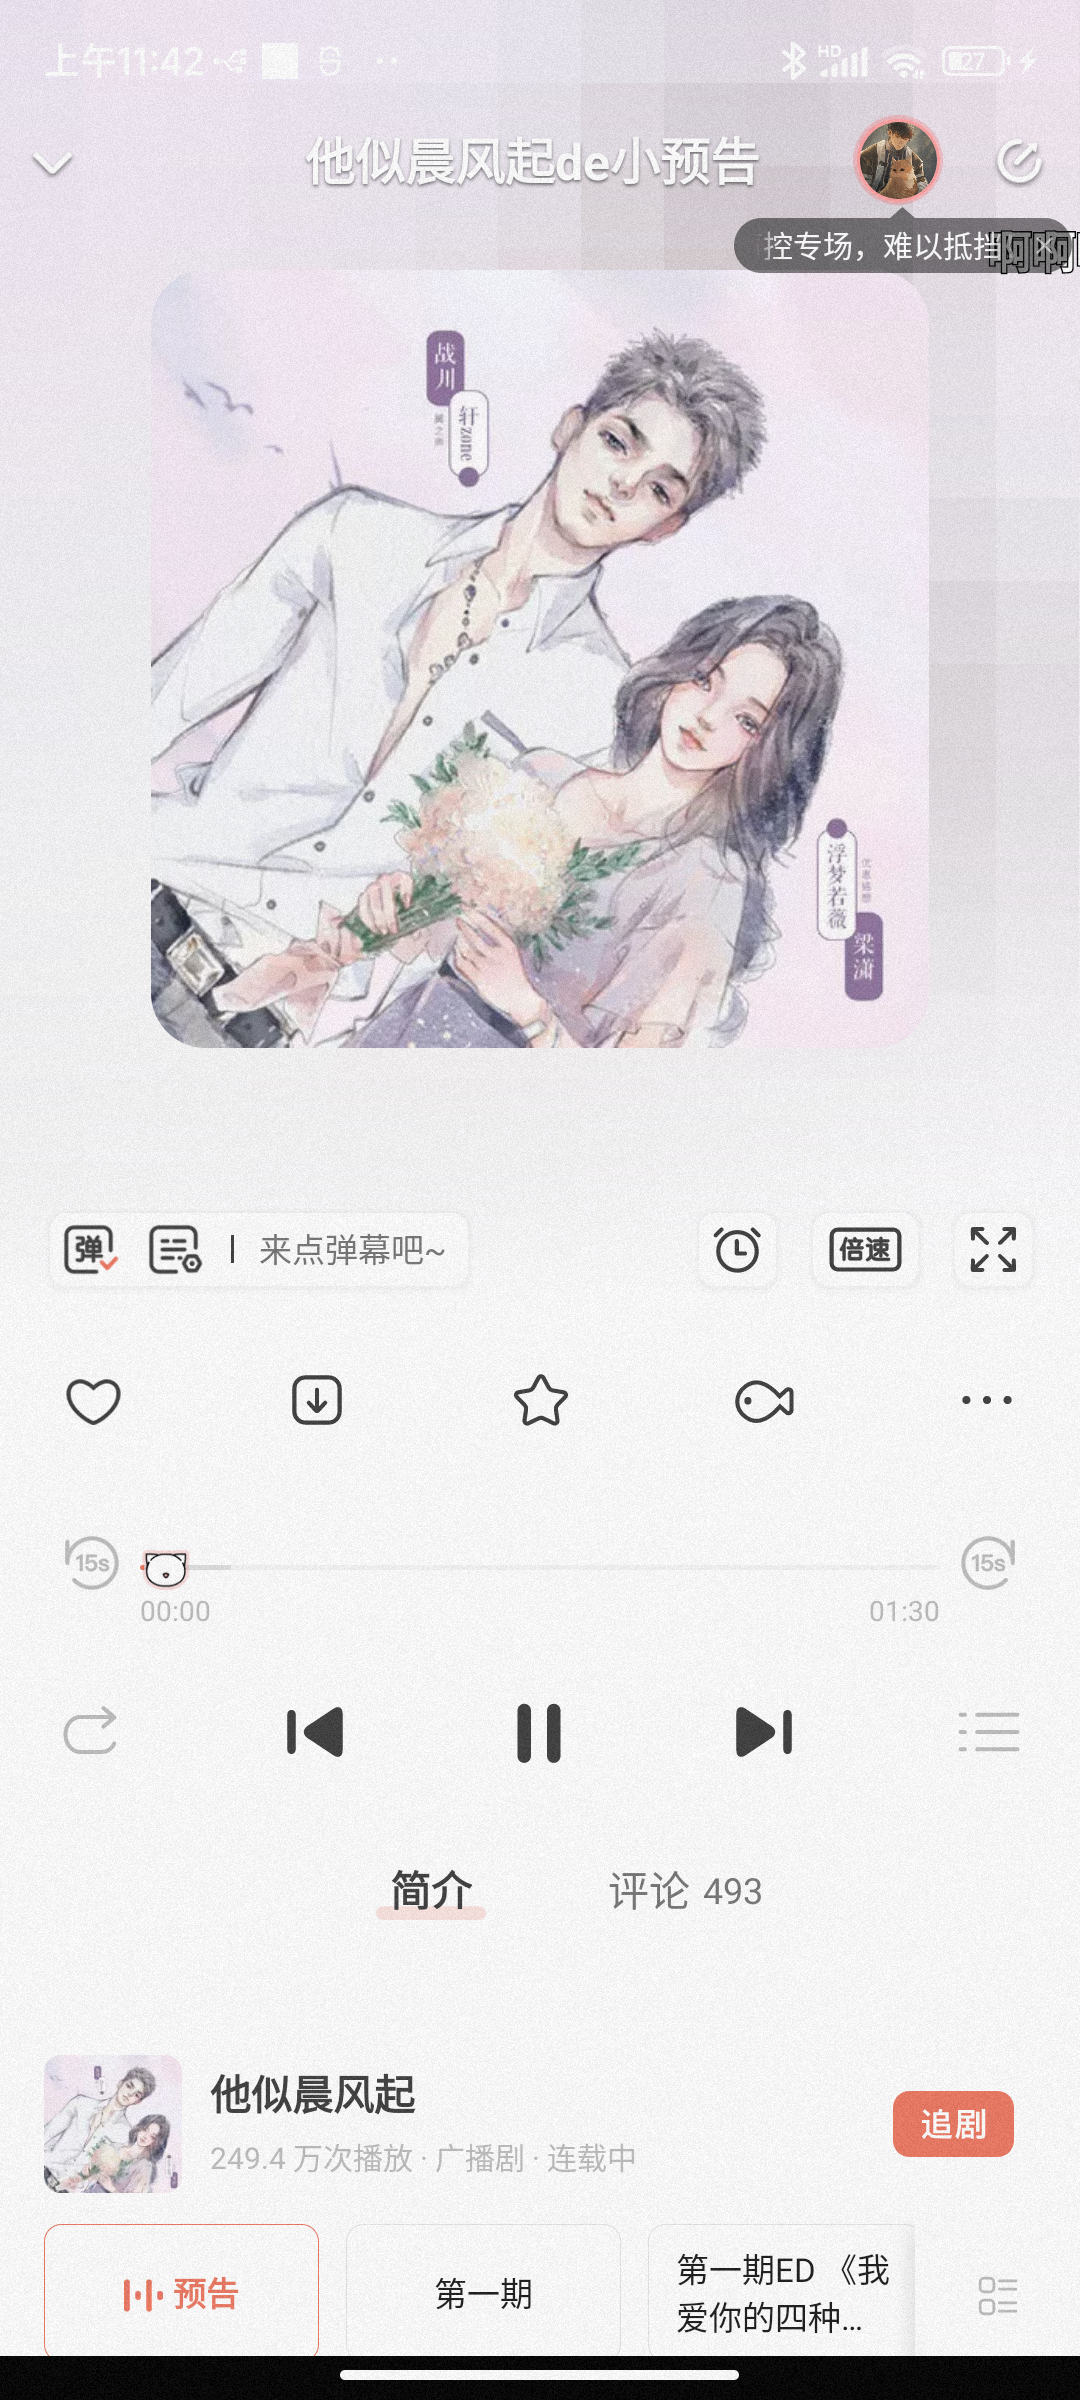 上午11:42
HD
27
他似晨风起de小预告
控专场，难以抵挡
啊啊
战川
轩zone
浮梦若薇
梁潇
弹
来点弹幕吧~
倍速
15s
15s
00:00
01:30
简介
评论 493
他似晨风起
249.4 万次播放 · 广播剧 · 连载中
追剧
预告
第一期
第一期ED 《我
爱你的四种...